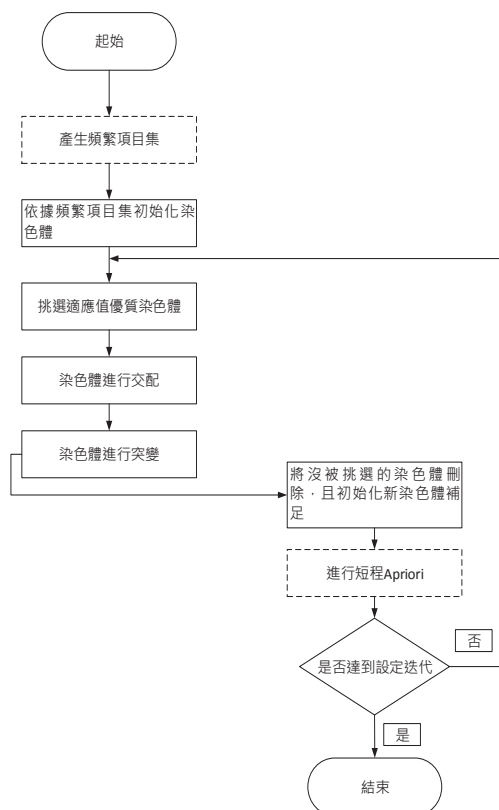 起始
產生頻繁項目集
依據頻繁項目集初始化染
色體
挑選適應值優質染色體
染色體進行交配
染色體進行突變
將沒被挑選的染色體刪
除，且初始化新染色體補
足
進行短程Apriori
是否達到設定迭代
否
是
結束